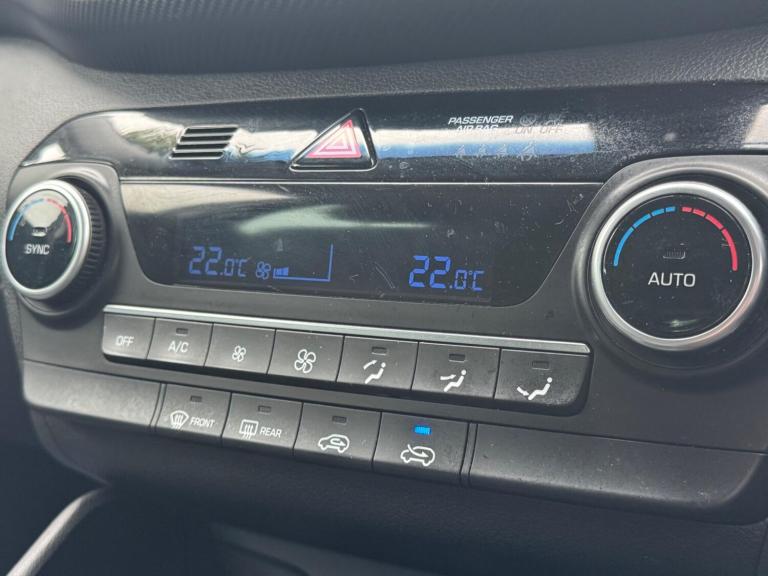 PASSENGER
AIR BAG ON OFF
SYNC
22.0°C
22.0°C
AUTO
OFF
A/C
FRONT
REAR